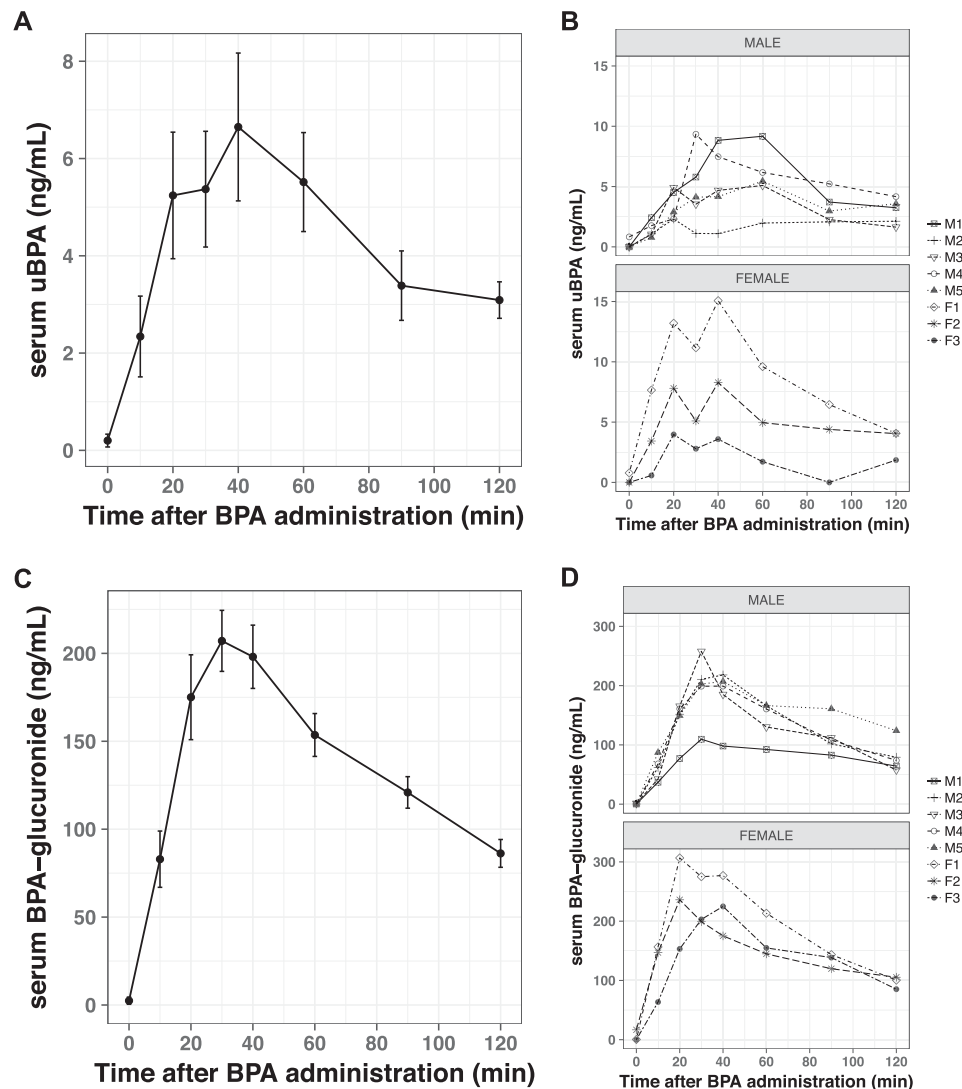 A
serum uBPA (ng/mL)
8
6
4
2
0
0 20 40 60 80 100 120
Time after BPA administration (min)
B
MALE
15
10
5
0
serum uBPA (ng/mL)
FEMALE
15
10
5
0
0 20 40 60 80 100 120
Time after BPA administration (min)
M1
M2
M3
M4
M5
F1
F2
F3
C
serum BPA–glucuronide (ng/mL)
200
150
100
50
0
0 20 40 60 80 100 120
Time after BPA administration (min)
D
MALE
300
200
100
0
serum BPA–glucuronide (ng/mL)
FEMALE
300
200
100
0
0 20 40 60 80 100 120
Time after BPA administration (min)
M1
M2
M3
M4
M5
F1
F2
F3